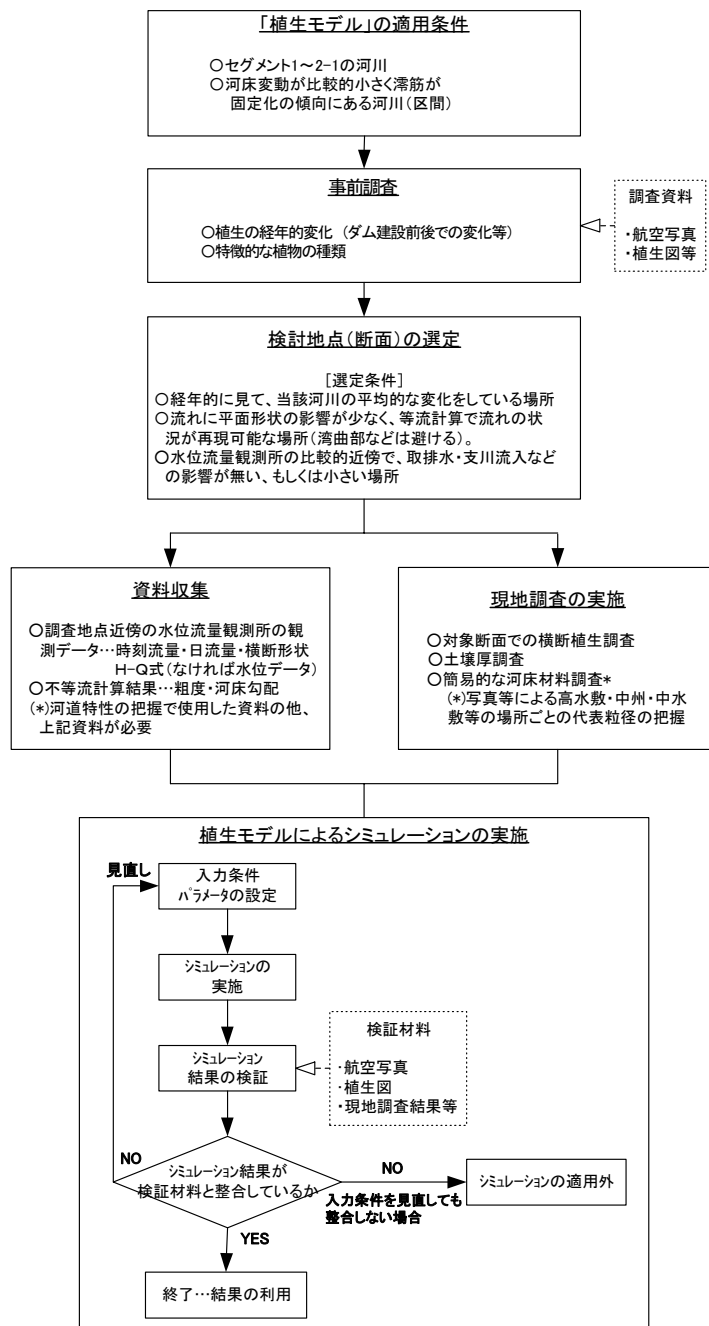 「植生モデル」の適用条件
○セグメント1～2-1の河川
○河床変動が比較的小さく澪筋が
固定化の傾向にある河川(区間)
事前調査
○植生の経年的変化 (ダム建設前後での変化等)
○特徴的な植物の種類
調査資料
・航空写真
・植生図等
検討地点(断面)の選定
[選定条件]
○経年的に見て、当該河川の平均的な変化をしている場所
○流れに平面形状の影響が少なく、等流計算で流れの状
況が再現可能な場所(湾曲部などは避ける)。
○水位流量観測所の比較的近傍で、取排水・支川流入など
の影響が無い、もしくは小さい場所
資料収集
○調査地点近傍の水位流量観測所の観
測データ…時刻流量・日流量・横断形状
H-Q式(なければ水位データ)
○不等流計算結果…粗度・河床勾配
(*)河道特性の把握で使用した資料の他、
上記資料が必要
現地調査の実施
○対象断面での横断植生調査
○土壌厚調査
○簡易的な河床材料調査*
(*)写真等による高水敷・中州・中水
敷等の場所ごとの代表粒径の把握
植生モデルによるシミュレーションの実施
見直し
入力条件
ﾊﾟﾗﾒｰﾀの設定
ｼﾐｭﾚｰｼｮﾝの
実施
ｼﾐｭﾚｰｼｮﾝ
結果の検証
検証材料
・航空写真
・植生図
・現地調査結果等
NO
ｼﾐｭﾚｰｼｮﾝ結果が
検証材料と整合しているか
NO
入力条件を見直しても
整合しない場合
ｼﾐｭﾚｰｼｮﾝの適用外
YES
終了…結果の利用